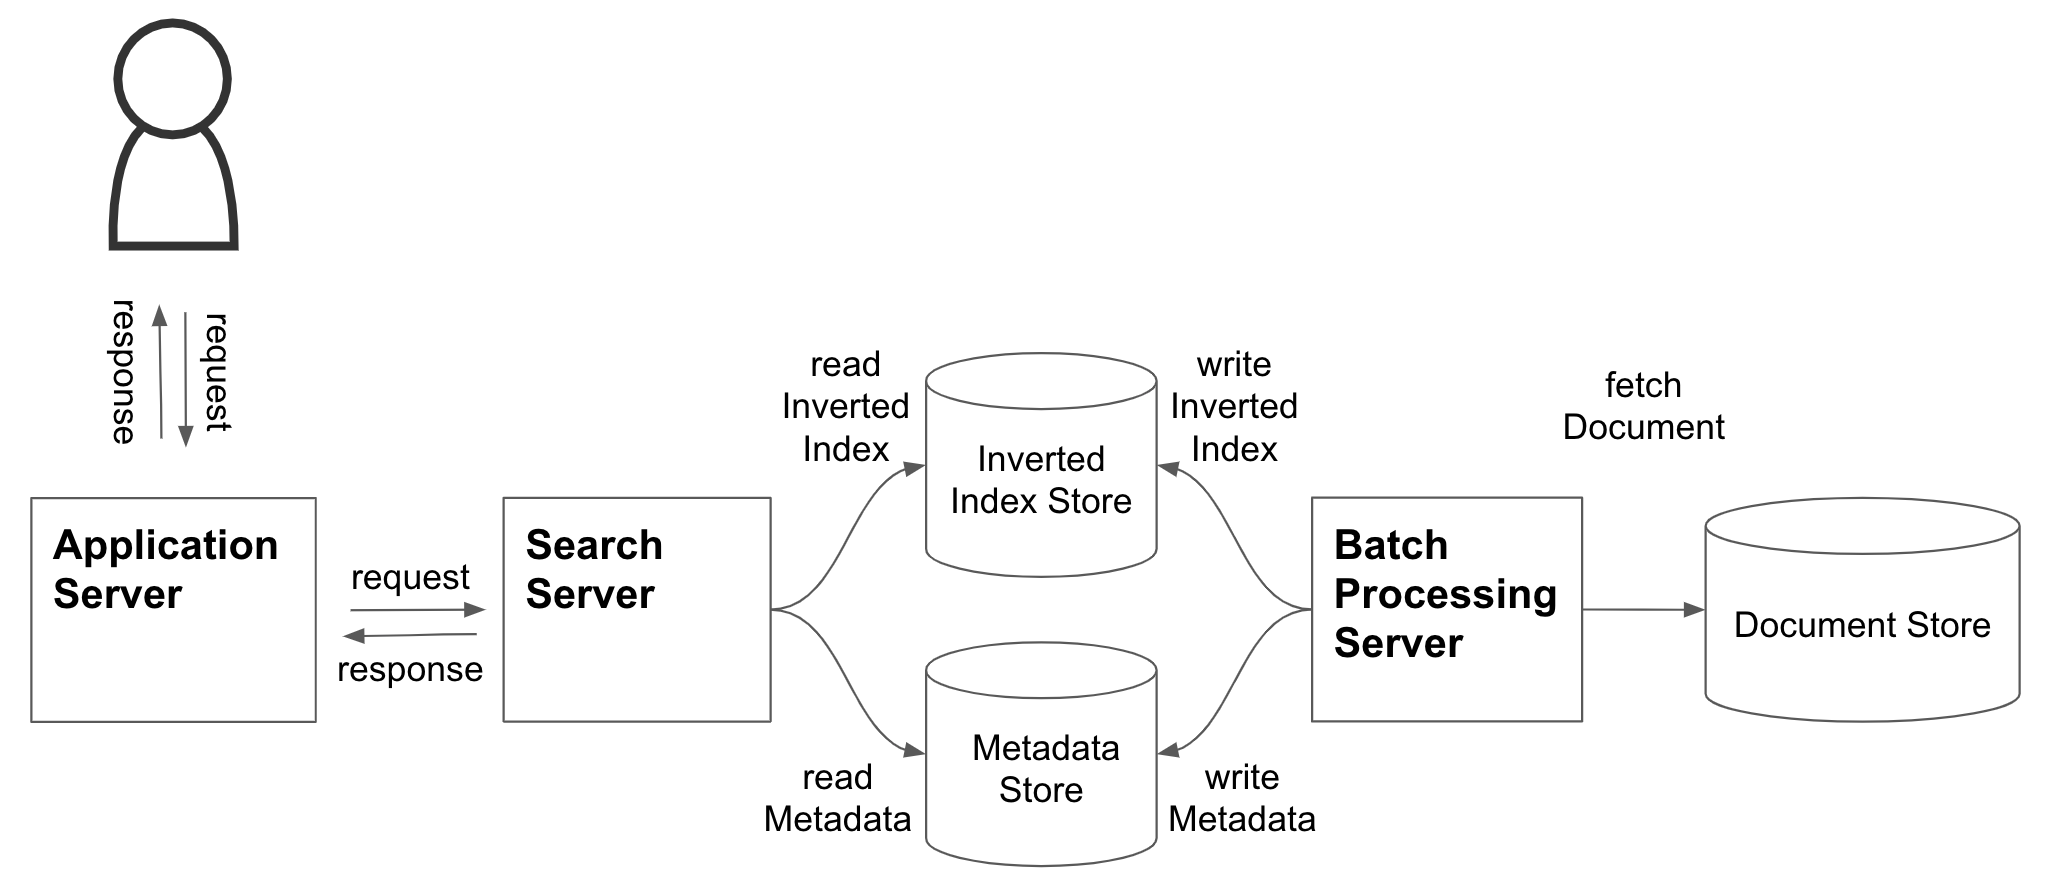 response
request
Application
Server
request
response
Search
Server
read
Inverted
Index
Inverted
Index Store
write
Inverted
Index
read
Metadata
Metadata
Store
write
Metadata
Batch
Processing
Server
fetch
Document
Document Store